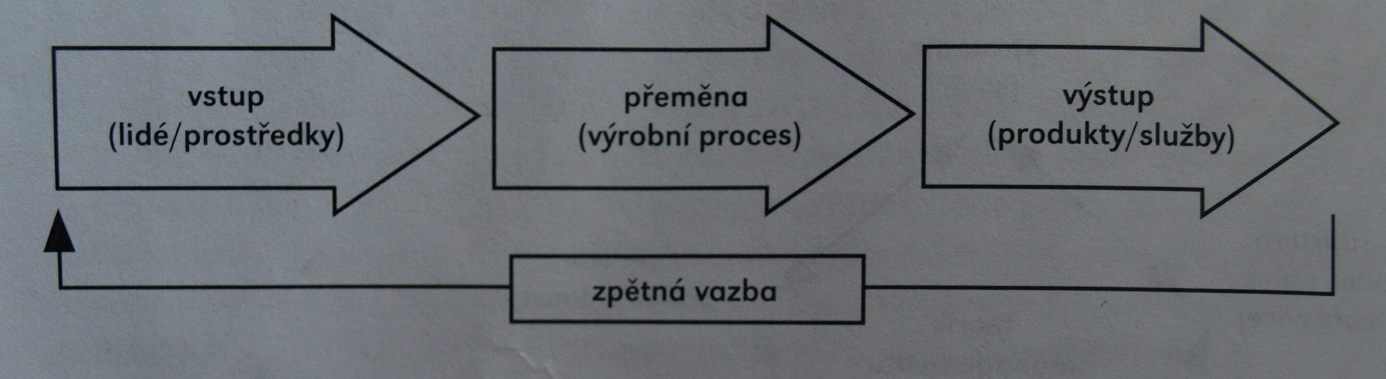 vstup
(lidé/prostředky)
přeměna
(výrobní proces)
výstup
(produkty/služby)
zpětná vazba